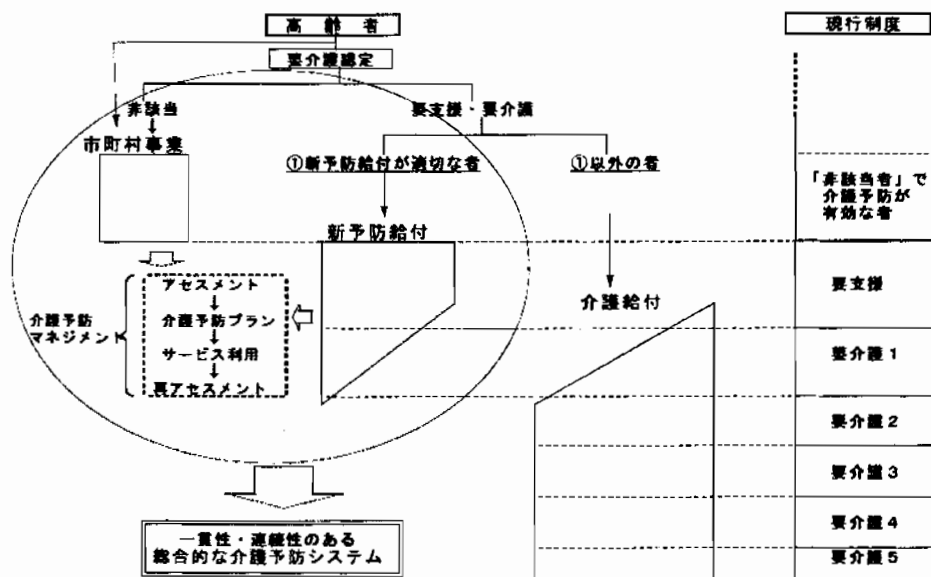 高齢者
要介護認定
非該当
要支援・要介護
市町村事業
①新予防給付が適切な者
①以外の者
新予防給付
介護給付
介護予防
マネジメント
アセスメント
介護予防プラン
サービス利用
再アセスメント
一貫性・連続性のある
総合的な介護予防システム
現行制度
「非該当者」で
介護予防が
有効な者
要支援
要介護1
要介護2
要介護3
要介護4
要介護5